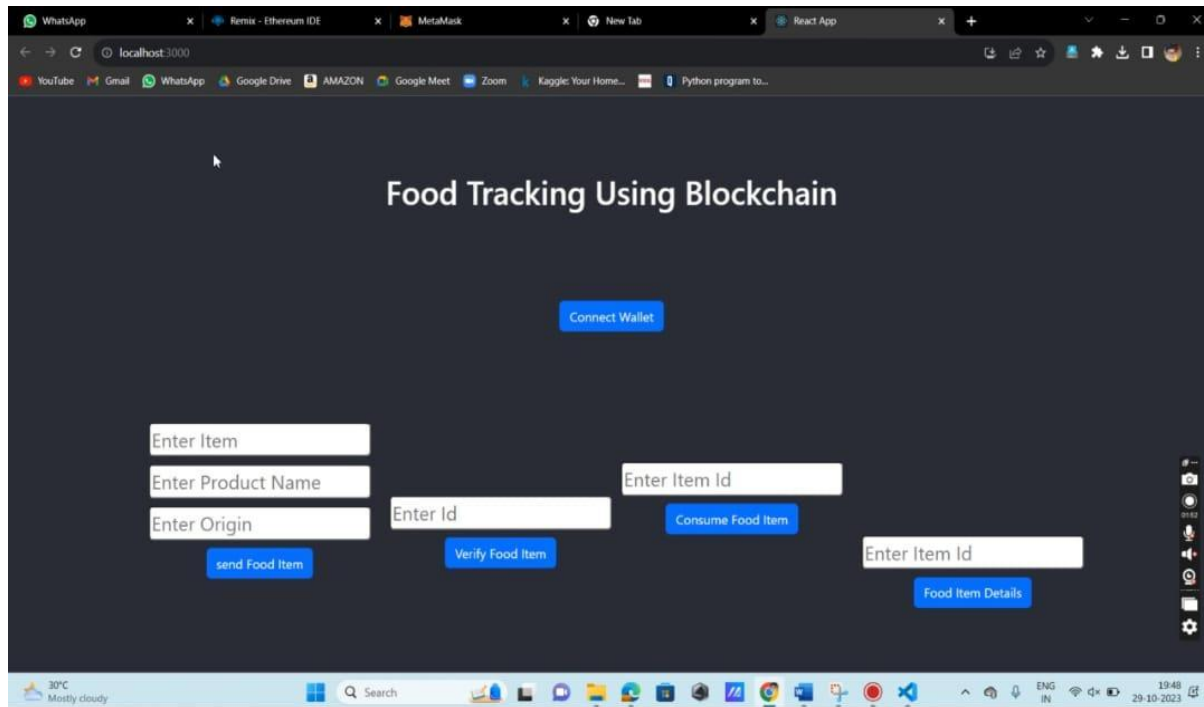 WhatsApp
Remix - Ethereum IDE
MetaMask
New Tab
React App
localhost:3000
YouTube
Gmail
WhatsApp
Google Drive
AMAZON
Google Meet
Zoom
Kaggle: Your Home...
Python program to...
Food Tracking Using Blockchain
Connect Wallet
Enter Item
Enter Product Name
Enter Origin
send Food Item
Enter Id
Verify Food Item
Enter Item Id
Consume Food Item
Enter Item Id
Food Item Details
01:02
30°C
Mostly cloudy
Search
ENG
IN
19:48
29-10-2023